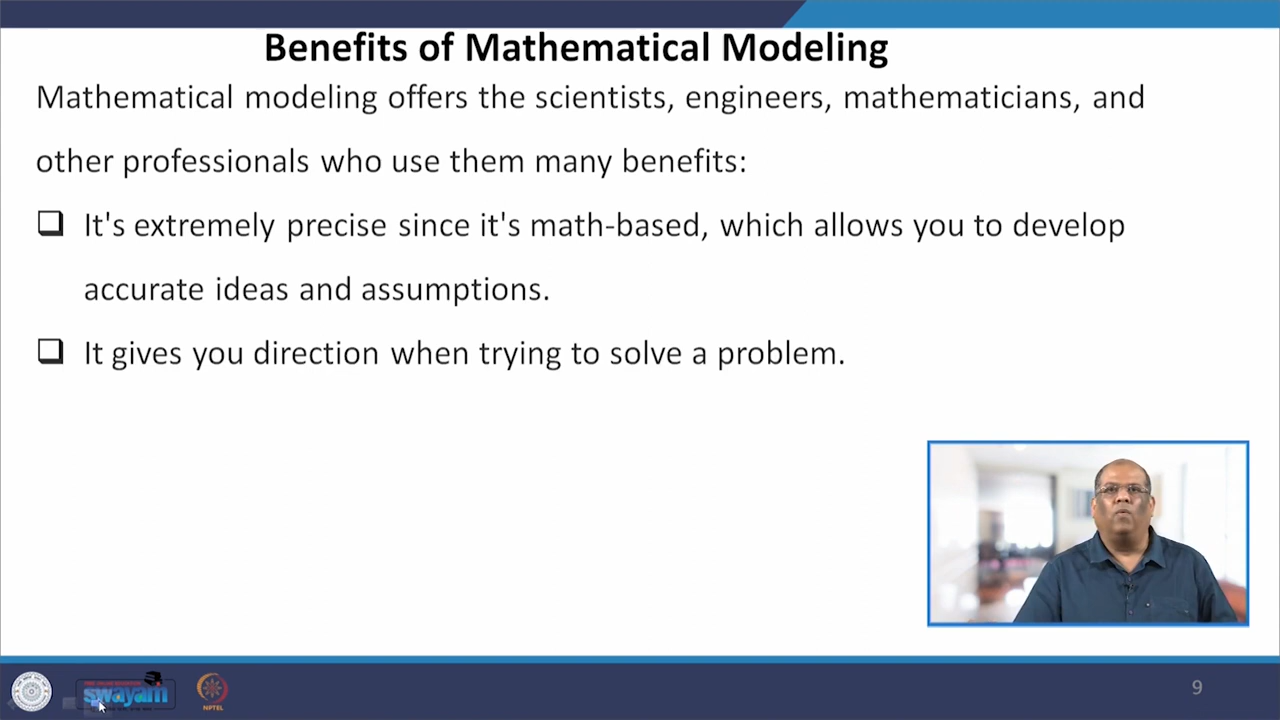 Benefits of Mathematical Modeling
Mathematical modeling offers the scientists, engineers, mathematicians, and
other professionals who use them many benefits:
It's extremely precise since it's math-based, which allows you to develop
accurate ideas and assumptions.
It gives you direction when trying to solve a problem.
swayam
NPTEL
9